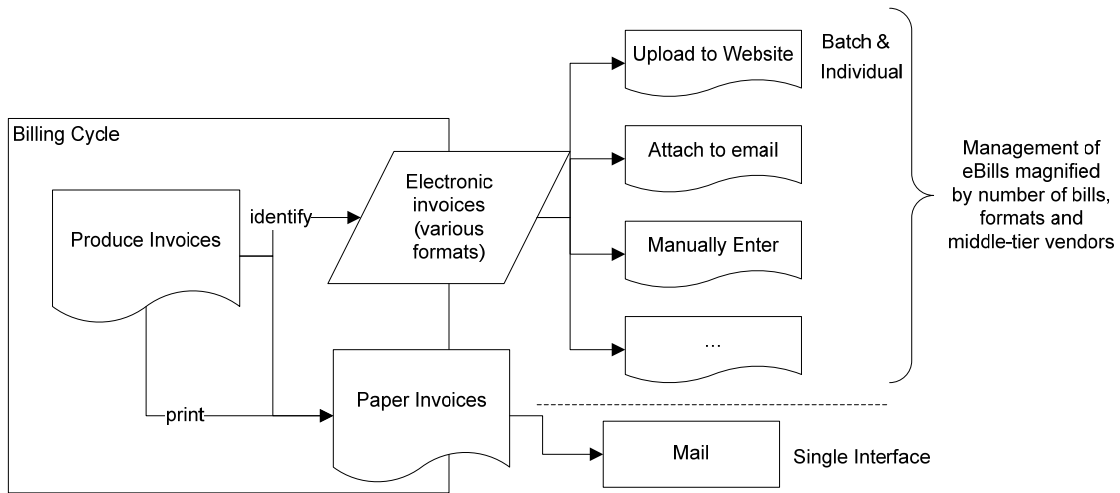 Billing Cycle
Produce Invoices
identify
print
Electronic
invoices
(various
formats)
Paper Invoices
Upload to Website
Batch &
Individual
Attach to email
Manually Enter
...
Management of
eBills magnified
by number of bills,
formats and
middle-tier vendors
Mail
Single Interface